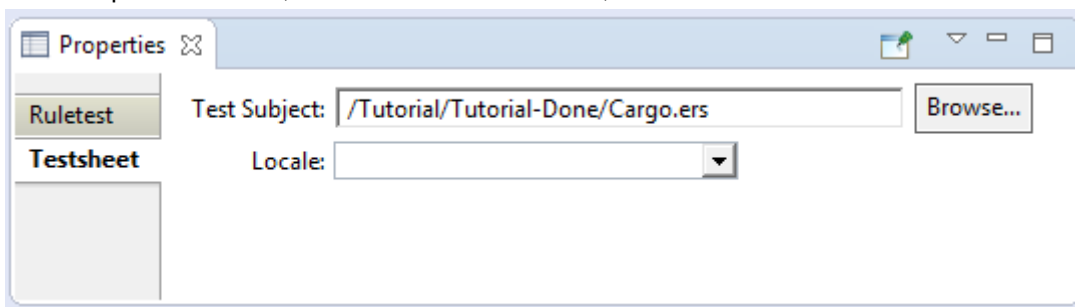 Properties
Ruletest
Test Subject: /Tutorial/Tutorial-Done/Cargo.ers Browse...
Testsheet
Locale: